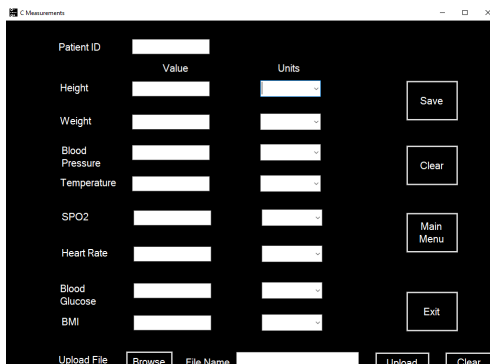 C Measurements
Patient ID
Value Units
Height
Save
Weight
Blood
Pressure
Clear
Temperature
SPO2
Main
Menu
Heart Rate
Blood
Glucose
Exit
BMI
Upload File Browse File Name Upload Clear